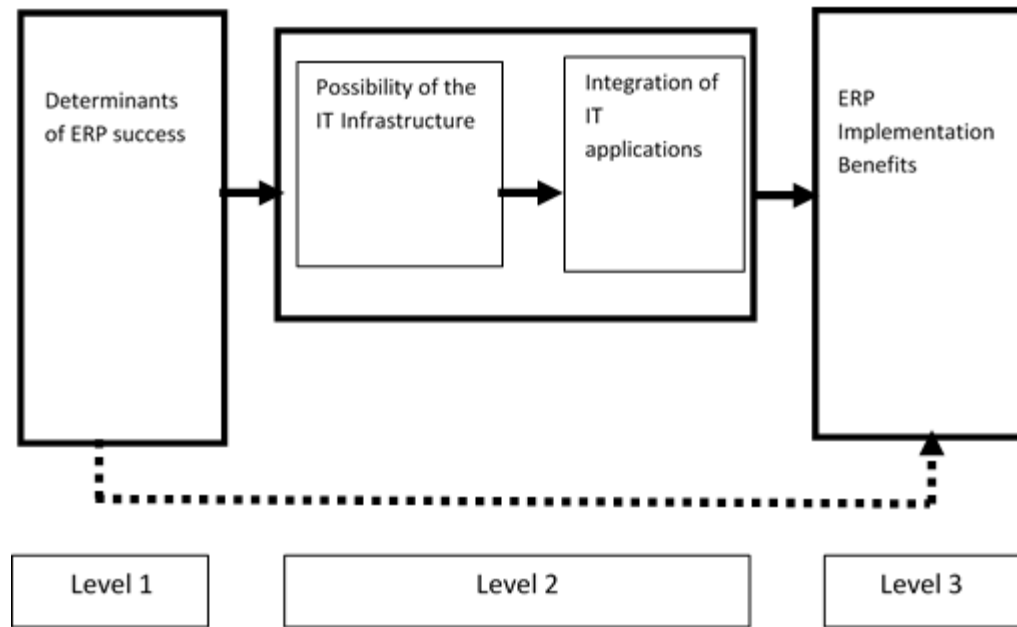 Determinants
of ERP success
Possibility of the
IT Infrastructure
Integration of
IT
applications
ERP
Implementation
Benefits
Level 1
Level 2
Level 3